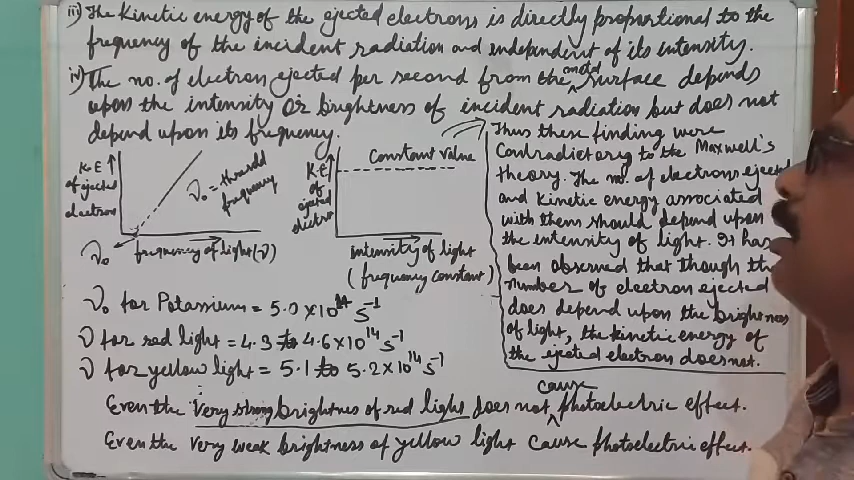 iii) The kinetic energy of the ejected electrons is directly proportional to the
frequency of the incident radiation and independent of its intensity.
iv) The no. of electron ejected per second from the metal surface depends
upon the intensity or brightness of incident radiation but does not
depend upon its frequency.
K.E
of ejected
electron
ν₀ = threshold
frequency
ν₀
frequency of light (ν)
K.E
of
ejected
electron
Constant value
intensity of light
(frequency constant)
Thus these finding were
contradictory to the Maxwell's
theory. The no. of electrons ejected
and kinetic energy associated
with them should depend upon
the intensity of light. It has
been observed that though the
number of electron ejected
does depend upon the brightness
of light, the kinetic energy of
the ejected electron does not.
ν₀ for Potassium = 5.0 × 10¹⁴ s⁻¹
ν for red light = 4.3 to 4.6 × 10¹⁴ s⁻¹
ν for yellow light = 5.1 to 5.2 × 10¹⁴ s⁻¹
Even the very strong brightness of red light does not cause photoelectric effect.
Even the very weak brightness of yellow light cause photoelectric effect.